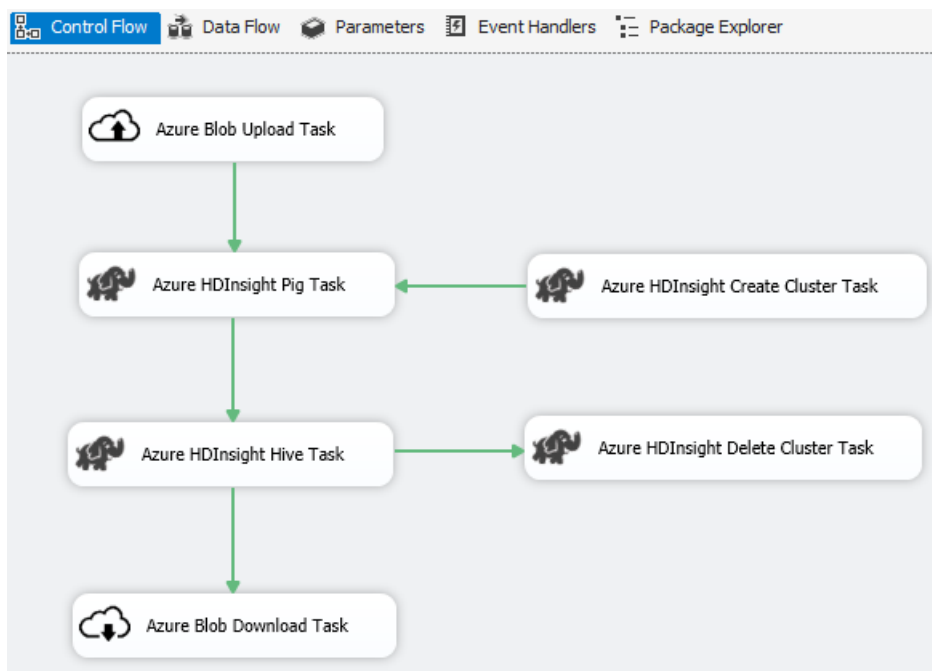 Control Flow Data Flow Parameters Event Handlers Package Explorer
Azure Blob Upload Task
Azure HDInsight Pig Task
Azure HDInsight Create Cluster Task
Azure HDInsight Hive Task
Azure HDInsight Delete Cluster Task
Azure Blob Download Task